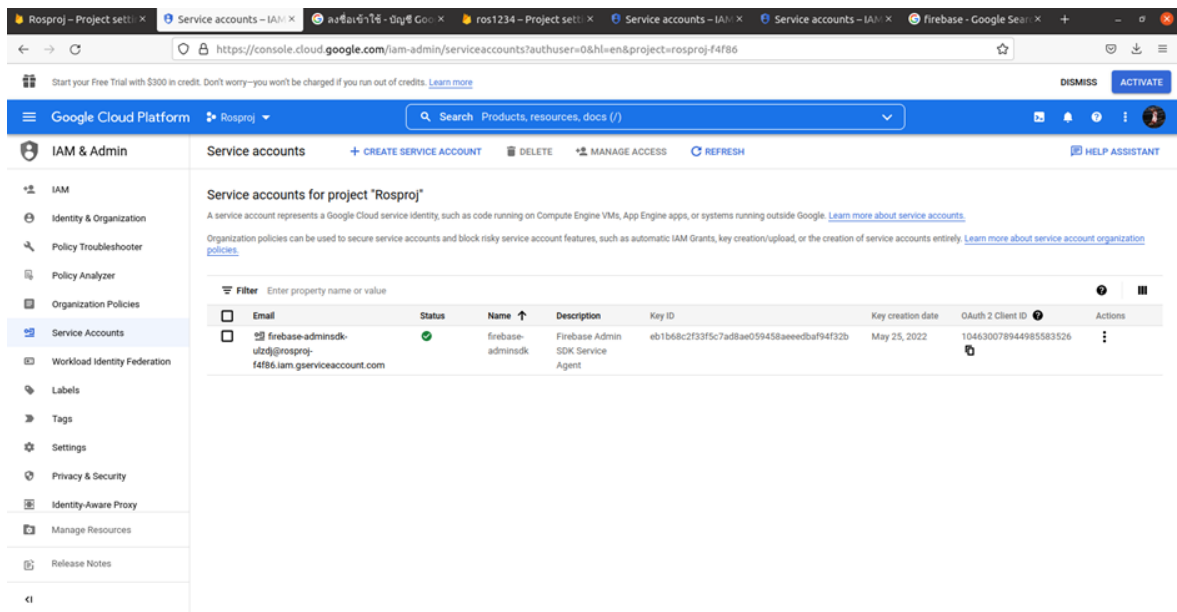 Rosproj – Project setti
Service accounts – IAM
ลงชื่อเข้าใช้ - บัญชี Goo
ros1234 – Project setti
Service accounts – IAM
Service accounts – IAM
firebase - Google Sear
https://console.cloud.google.com/iam-admin/serviceaccounts?authuser=0&hl=en&project=rosproj-f4f86
Start your Free Trial with $300 in credit. Don't worry—you won't be charged if you run out of credits. Learn more
DISMISS
ACTIVATE
Google Cloud Platform
Rosproj
Search Products, resources, docs (/)
IAM & Admin
Service accounts
+ CREATE SERVICE ACCOUNT
DELETE
MANAGE ACCESS
REFRESH
HELP ASSISTANT
IAM
Identity & Organization
Policy Troubleshooter
Policy Analyzer
Organization Policies
Service Accounts
Workload Identity Federation
Labels
Tags
Settings
Privacy & Security
Identity-Aware Proxy
Manage Resources
Release Notes
Service accounts for project "Rosproj"
A service account represents a Google Cloud service identity, such as code running on Compute Engine VMs, App Engine apps, or systems running outside Google. Learn more about service accounts.
Organization policies can be used to secure service accounts and block risky service account features, such as automatic IAM Grants, key creation/upload, or the creation of service accounts entirely. Learn more about service account organization
policies.
Filter Enter property name or value
Email Status Name Description Key ID Key creation date OAuth 2 Client ID Actions
firebase-adminsdk-
ulzdj@rosproj-
f4f86.iam.gserviceaccount.com
firebase-
adminsdk
Firebase Admin
SDK Service
Agent
eb1b68c2f33f5c7ad8ae059458aeeedbaf94f32b
May 25, 2022
104630078944985583526